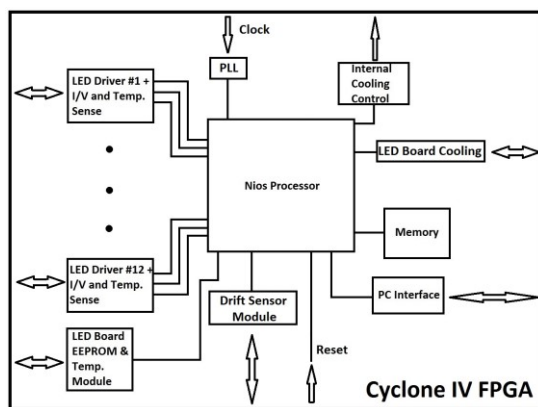 Clock
PLL
Internal
Cooling
Control
LED Driver #1 +
I/V and Temp.
Sense
LED Board Cooling
Nios Processor
Memory
LED Driver #12 +
I/V and Temp.
Sense
PC Interface
Drift Sensor
Module
LED Board
EEPROM &
Temp.
Module
Reset
Cyclone IV FPGA